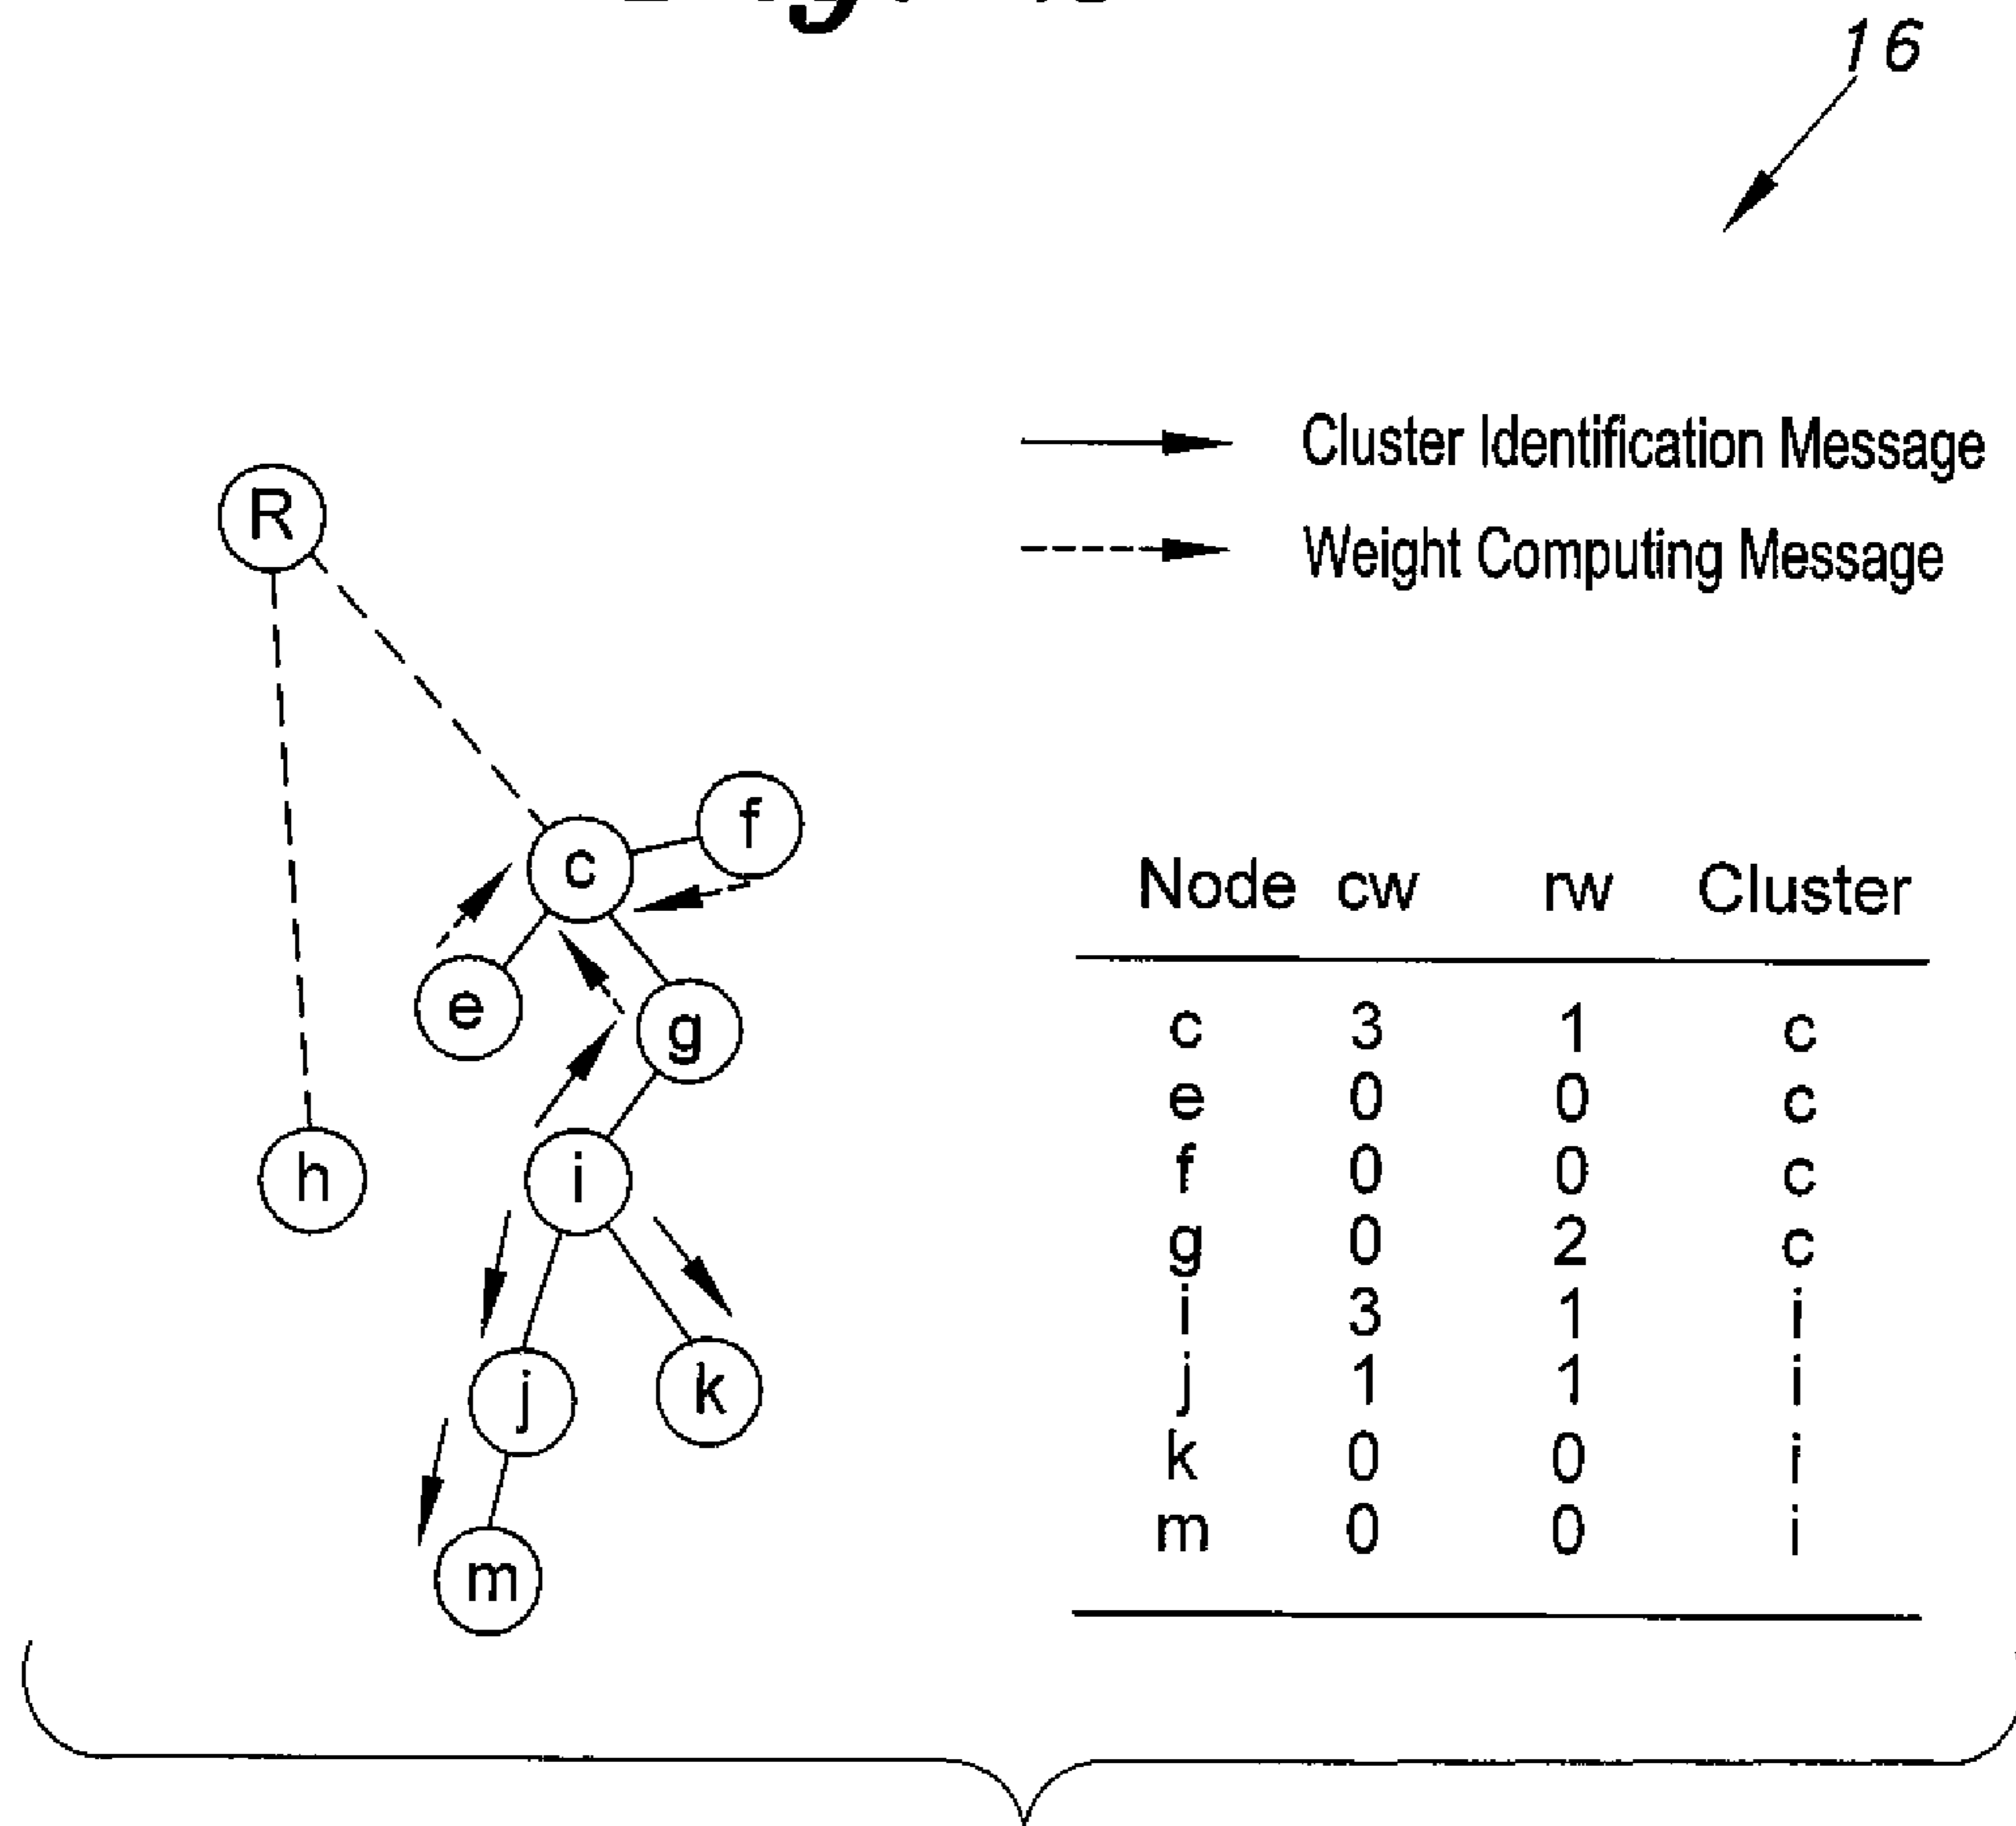 16
Cluster Identification Message
Weight Computing Message
R
f
c
e
g
h
i
j
k
m
Node cw rw Cluster
c 3 1 c
e 0 0 c
f 0 0 c
g 0 2 c
i 3 1 i
j 1 1 i
k 0 0 i
m 0 0 i